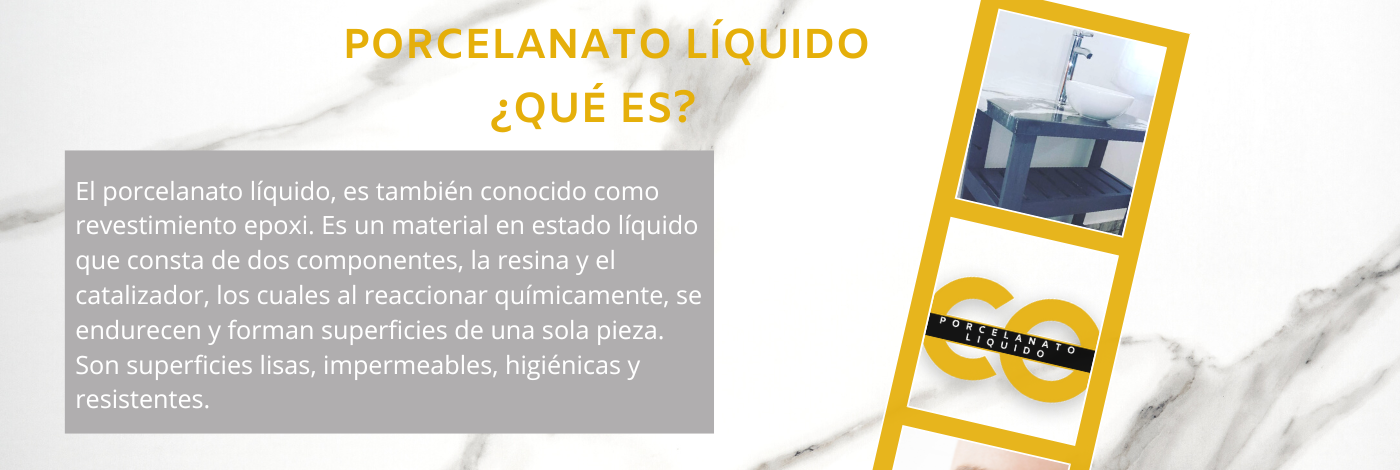 PORCELANATO LÍQUIDO
¿QUÉ ES?
El porcelanato líquido, es también conocido como
revestimiento epoxi. Es un material en estado líquido
que consta de dos componentes, la resina y el
catalizador, los cuales al reaccionar químicamente, se
endurecen y forman superficies de una sola pieza.
Son superficies lisas, impermeables, higiénicas y
resistentes.
CO
PORCELANATO
LIQUIDO